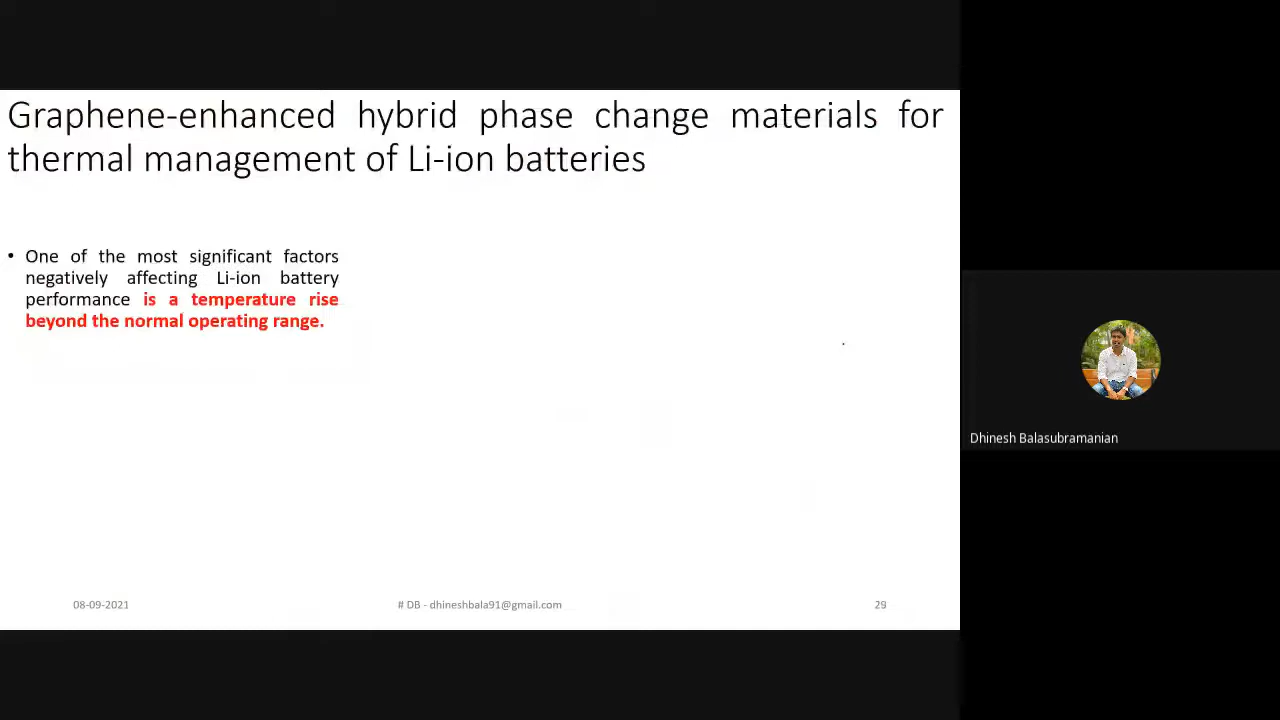 Graphene-enhanced hybrid phase change materials for
thermal management of Li-ion batteries
• One of the most significant factors
negatively affecting Li-ion battery
performance is a temperature rise
beyond the normal operating range.
Dhinesh Balasubramanian
08-09-2021
# DB - dhineshbala91@gmail.com
29